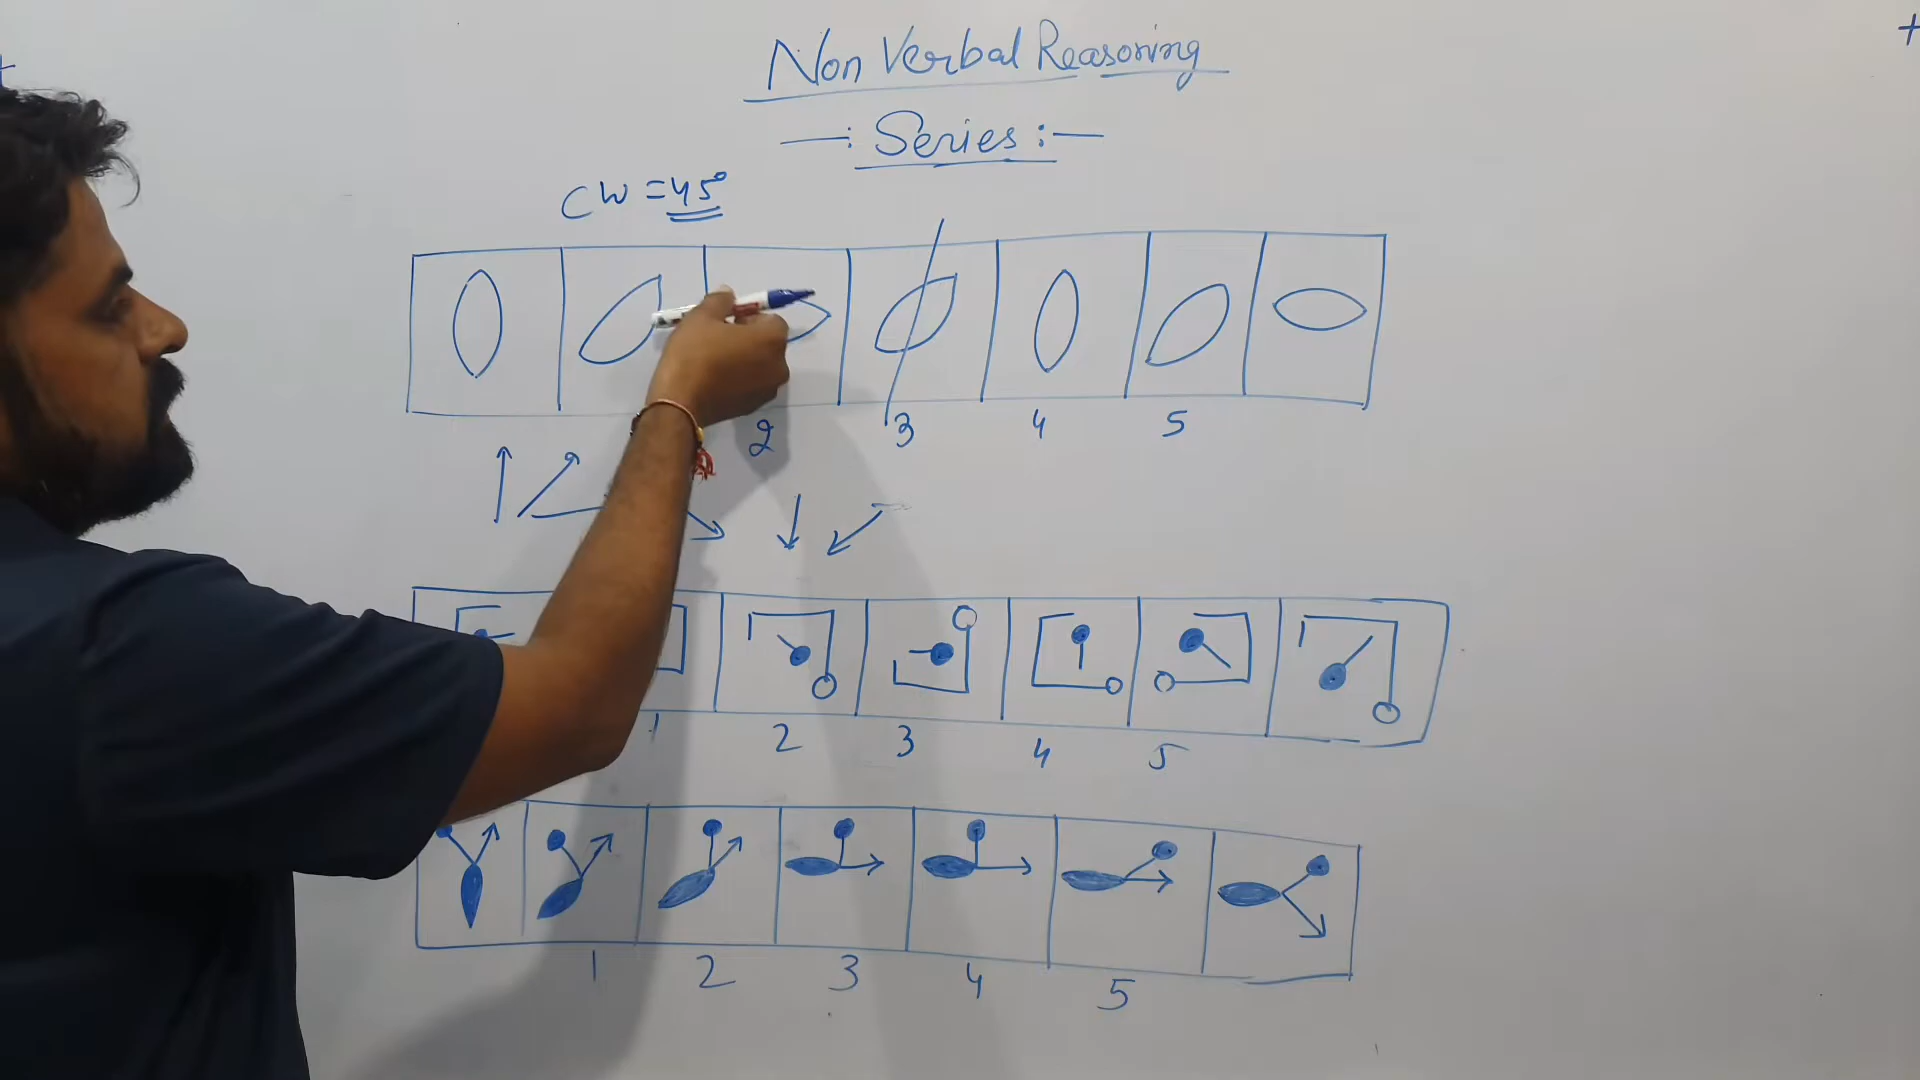 Non Verbal Reasoning
—: Series :—
CW = 45°
2 3 4 5
1 2 3 4 5
1 2 3 4 5